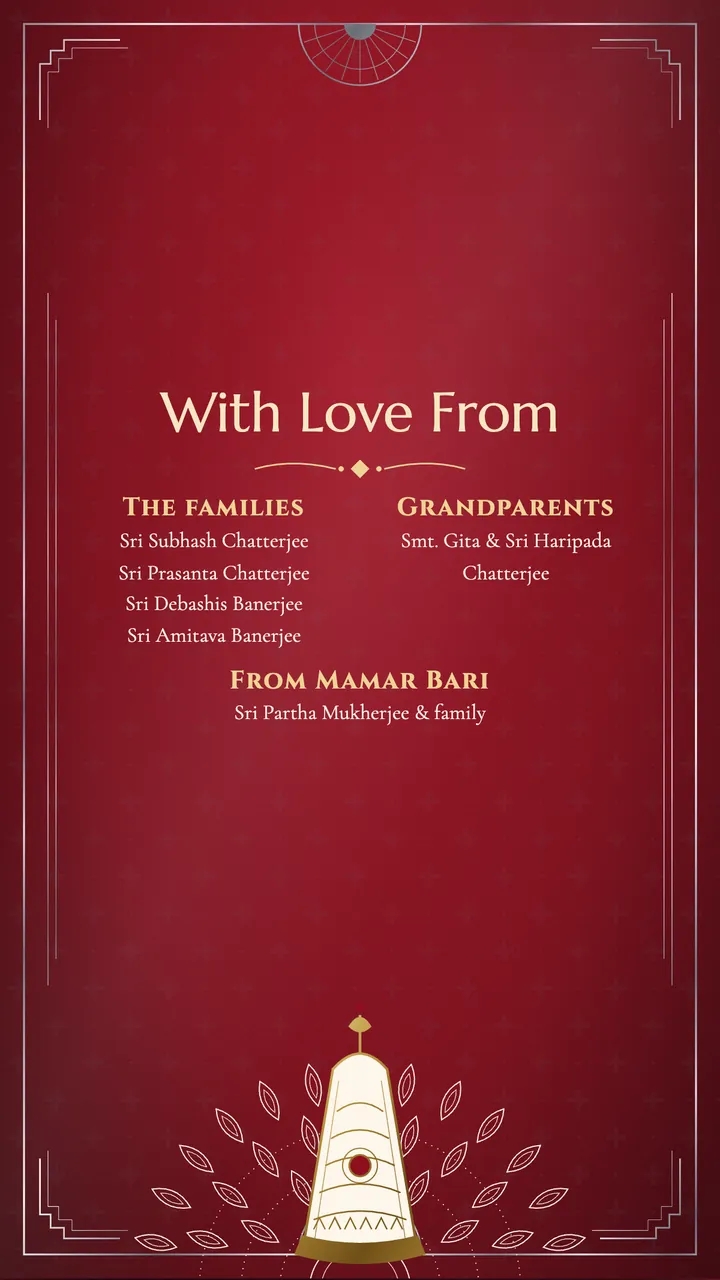 With Love From
The families
Sri Subhash Chatterjee
Sri Prasanta Chatterjee
Sri Debashis Banerjee
Sri Amitava Banerjee
Grandparents
Smt. Gita & Sri Haripada
Chatterjee
From Mamar Bari
Sri Partha Mukherjee & family